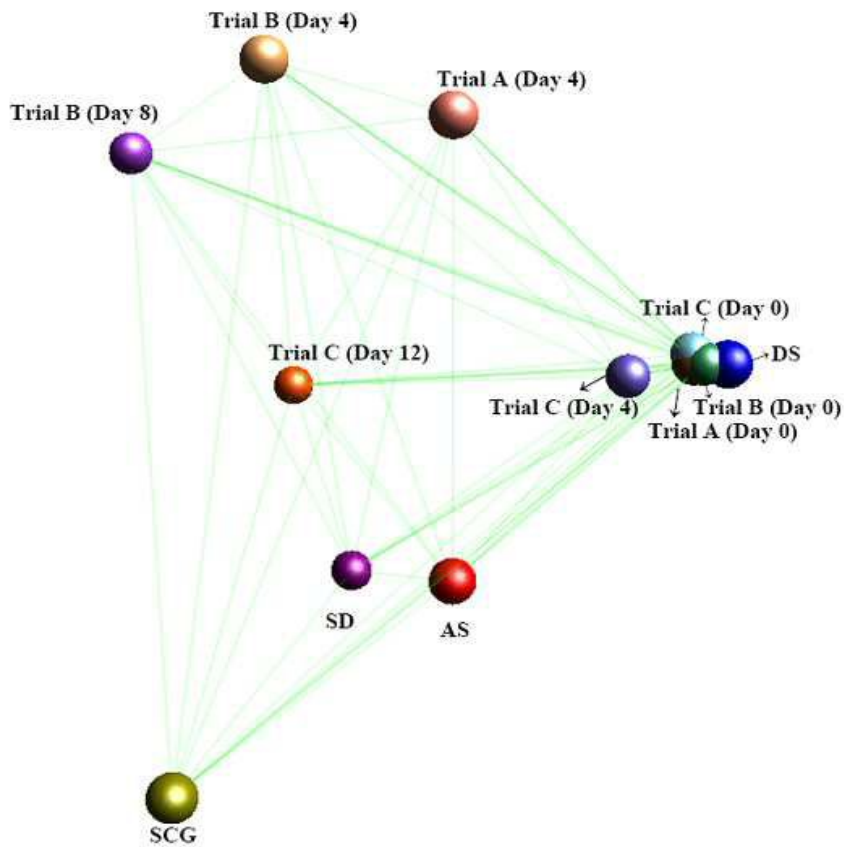 Trial B (Day 4)
Trial A (Day 4)
Trial B (Day 8)
Trial C (Day 0)
Trial C (Day 12)
DS
Trial C (Day 4)
Trial B (Day 0)
Trial A (Day 0)
SD
AS
SCG